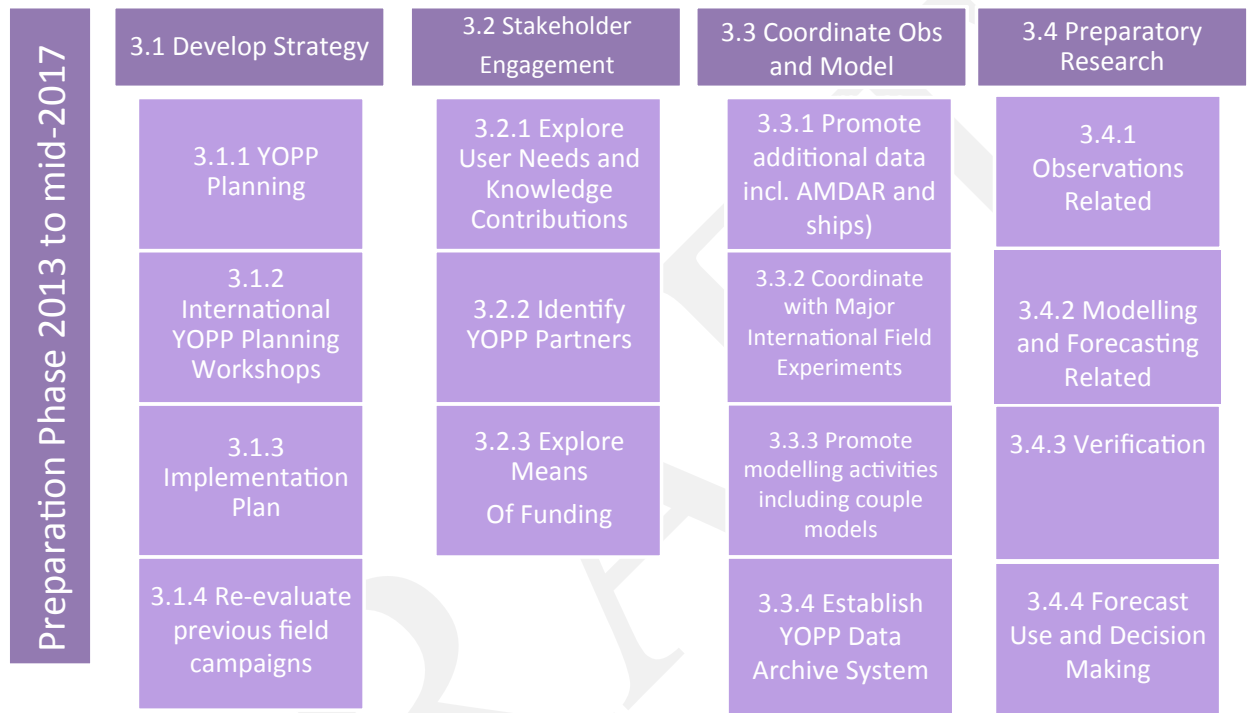 Preparation Phase 2013 to mid-2017
3.1 Develop Strategy
3.1.1 YOPP
Planning
3.1.2
International
YOPP Planning
Workshops
3.1.3
Implementation
Plan
3.1.4 Re-evaluate
previous field
campaigns
3.2 Stakeholder
Engagement
3.2.1 Explore
User Needs and
Knowledge
Contributions
3.2.2 Identify
YOPP Partners
3.2.3 Explore
Means
Of Funding
3.3 Coordinate Obs
and Model
3.3.1 Promote
additional data
incl. AMDAR and
ships)
3.3.2 Coordinate
with Major
International Field
Experiments
3.3.3 Promote
modelling activities
including couple
models
3.3.4 Establish
YOPP Data
Archive System
3.4 Preparatory
Research
3.4.1
Observations
Related
3.4.2 Modelling
and Forecasting
Related
3.4.3 Verification
3.4.4 Forecast
Use and Decision
Making